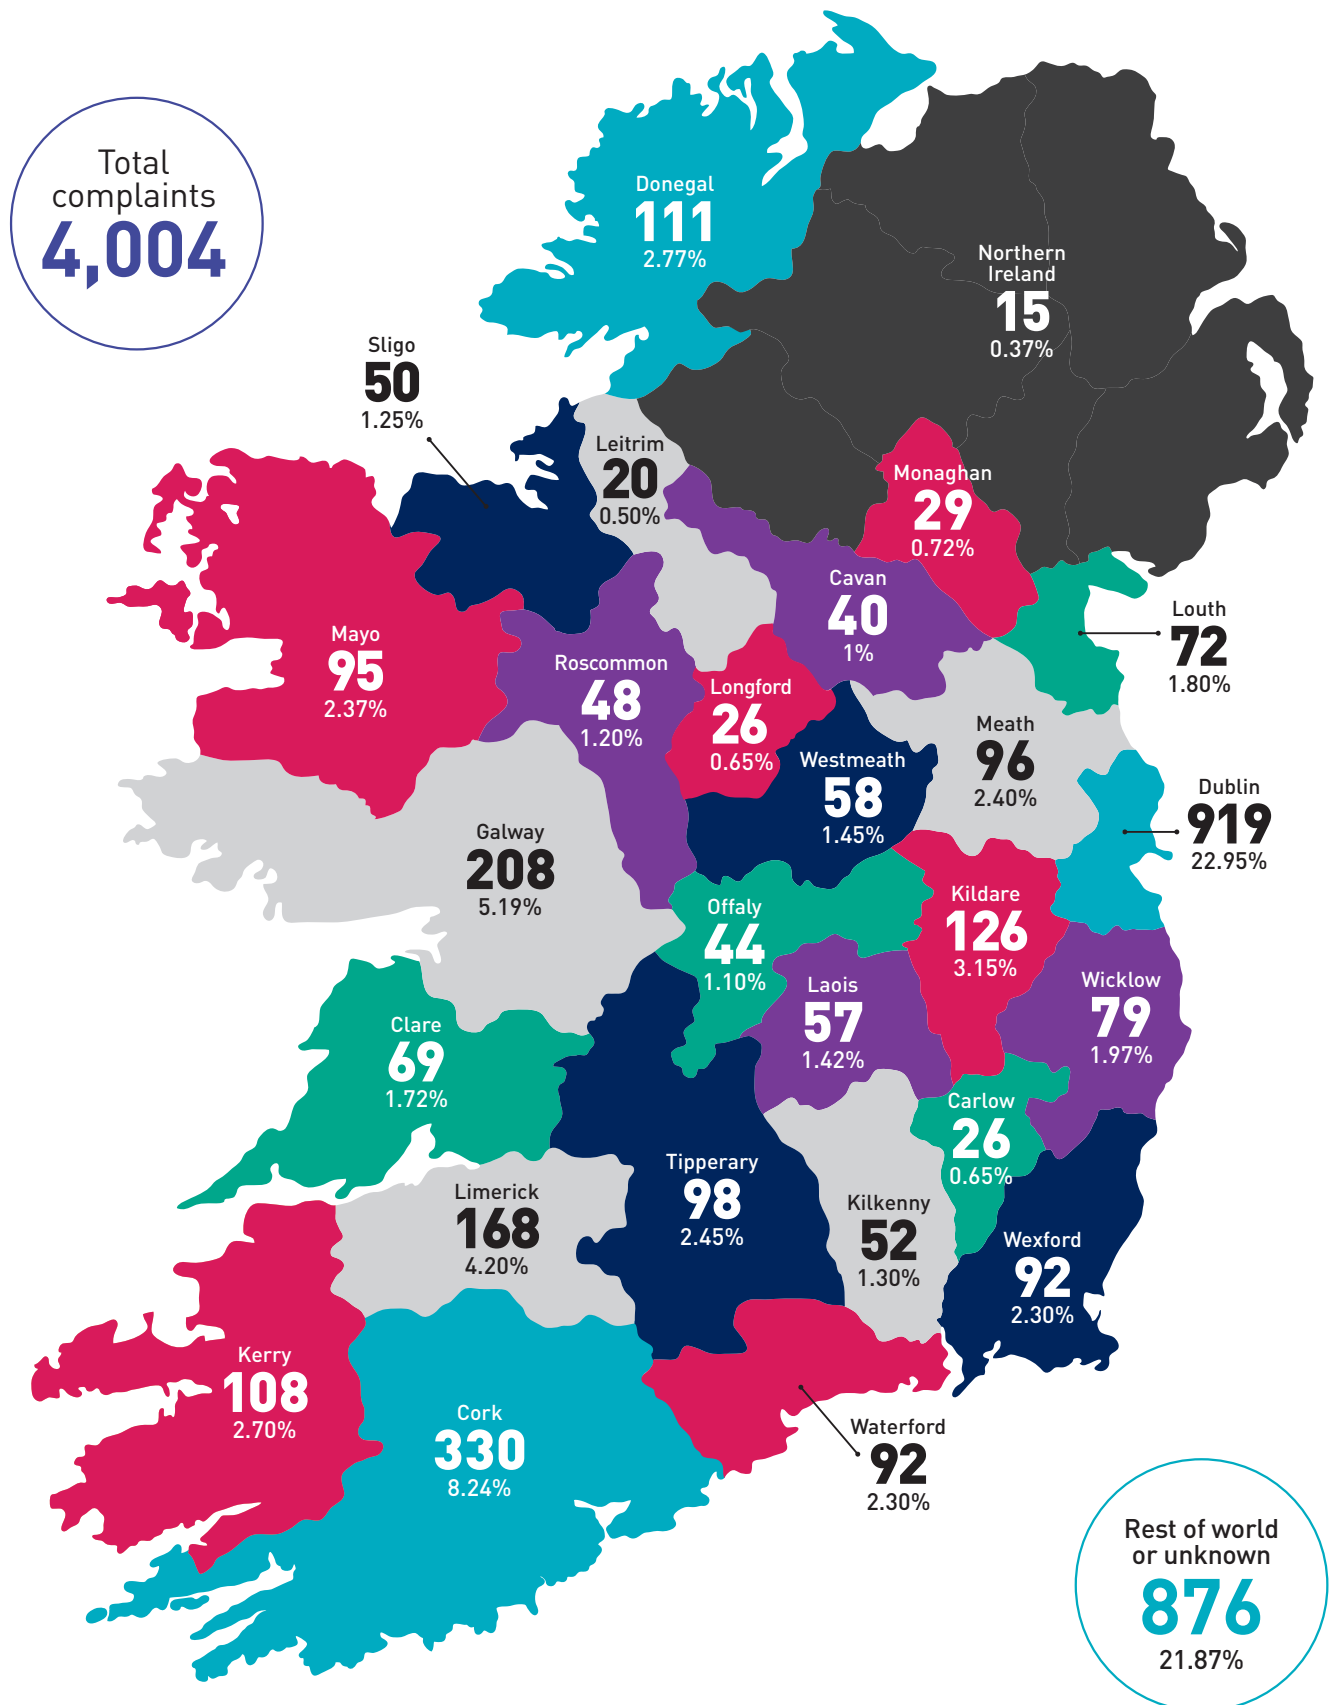 Total
complaints
4,004
Donegal
111
2.77%
Northern
Ireland
15
0.37%
Sligo
50
1.25%
Leitrim
20
0.50%
Monaghan
29
0.72%
Cavan
40
1%
Louth
72
1.80%
Mayo
95
2.37%
Roscommon
48
1.20%
Longford
26
0.65%
Meath
96
2.40%
Westmeath
58
1.45%
Dublin
919
22.95%
Galway
208
5.19%
Offaly
44
1.10%
Kildare
126
3.15%
Laois
57
1.42%
Wicklow
79
1.97%
Clare
69
1.72%
Carlow
26
0.65%
Tipperary
98
2.45%
Limerick
168
4.20%
Kilkenny
52
1.30%
Wexford
92
2.30%
Kerry
108
2.70%
Cork
330
8.24%
Waterford
92
2.30%
Rest of world
or unknown
876
21.87%